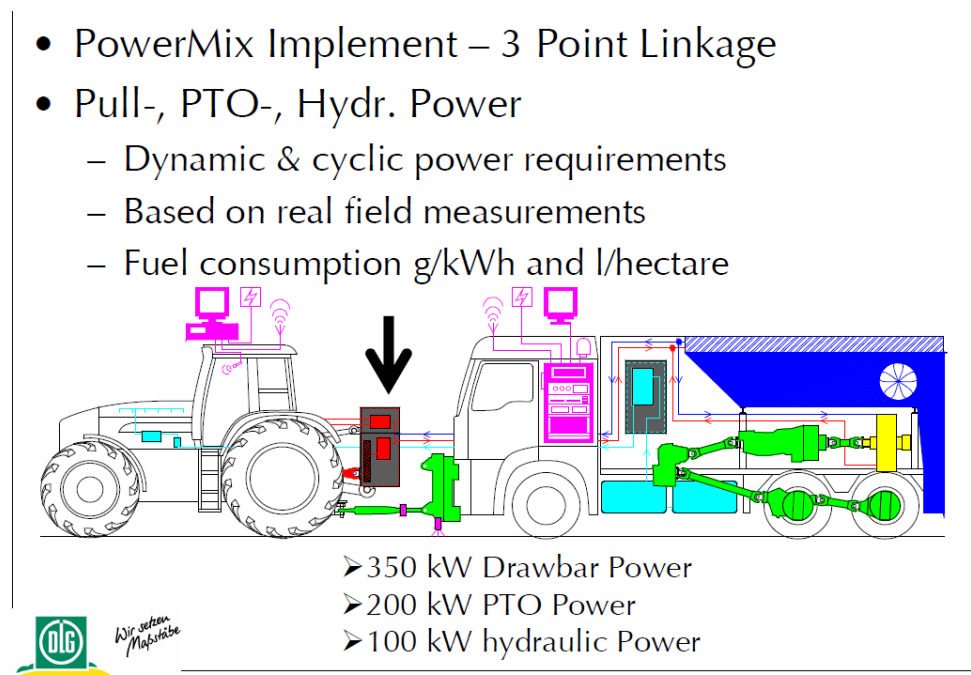 PowerMix Implement – 3 Point Linkage
Pull-, PTO-, Hydr. Power
– Dynamic & cyclic power requirements
– Based on real field measurements
– Fuel consumption g/kWh and l/hectare
➢350 kW Drawbar Power
➢200 kW PTO Power
➢100 kW hydraulic Power
DLG
Wir setzen
Maßstäbe